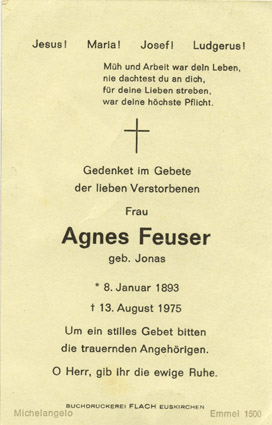 Jesus! Maria! Josef! Ludgerus!
Müh und Arbeit war dein Leben,
nie dachtest du an dich,
für deine Lieben streben,
war deine höchste Pflicht.
Gedenket im Gebete
der lieben Verstorbenen
Frau
Agnes Feuser
geb. Jonas
* 8. Januar 1893
† 13. August 1975
Um ein stilles Gebet bitten
die trauernden Angehörigen.
O Herr, gib ihr die ewige Ruhe.
BUCHDRUCKEREI FLACH EUSKIRCHEN
Michelangelo Emmel 1500